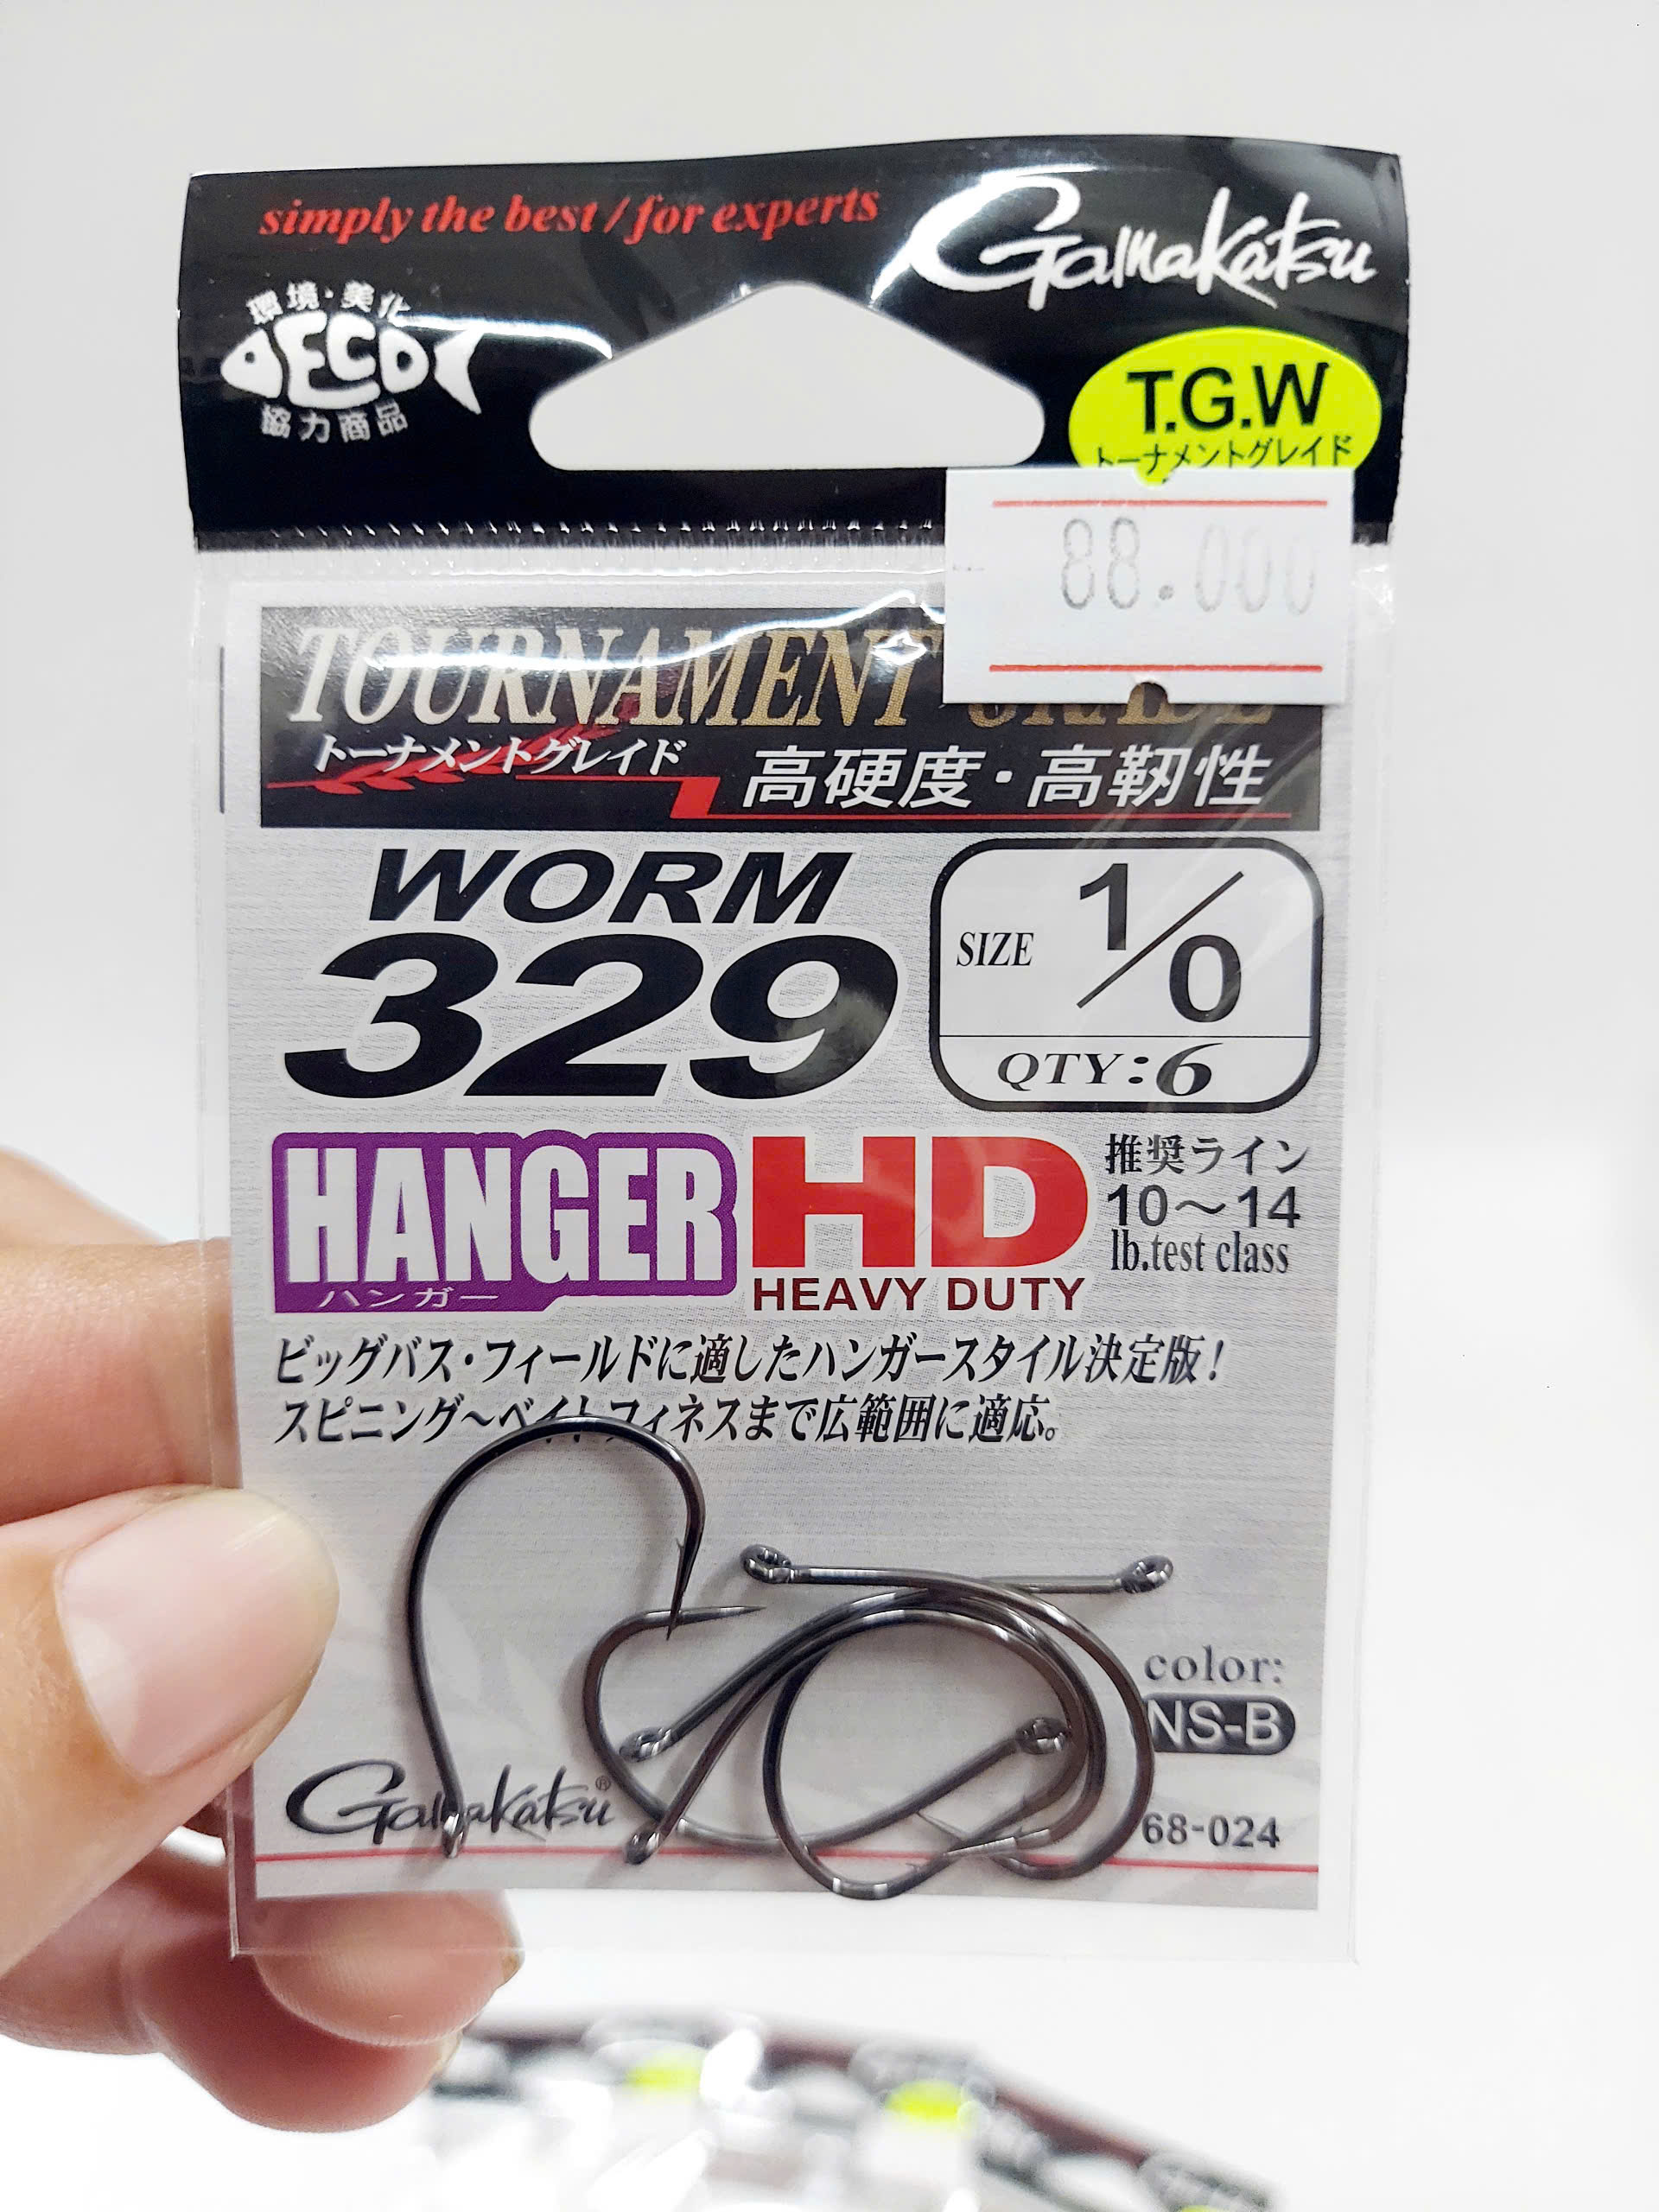 simply the best / for experts
Gamakatsu
環境・美化
ECO
協力商品
T.G.W
トーナメントグレイド
88.000
TOURNAMENT
トーナメントグレイド
高硬度・高靭性
WORM
329
SIZE 1/0
QTY:6
HANGER
ハンガー
HD
HEAVY DUTY
推奨ライン
10〜14
lb.test class
ビッグバス・フィールドに適したハンガースタイル決定版！
スピニング〜ベイトフィネスまで広範囲に適応。
color:
NS-B
Gamakatsu®
68-024